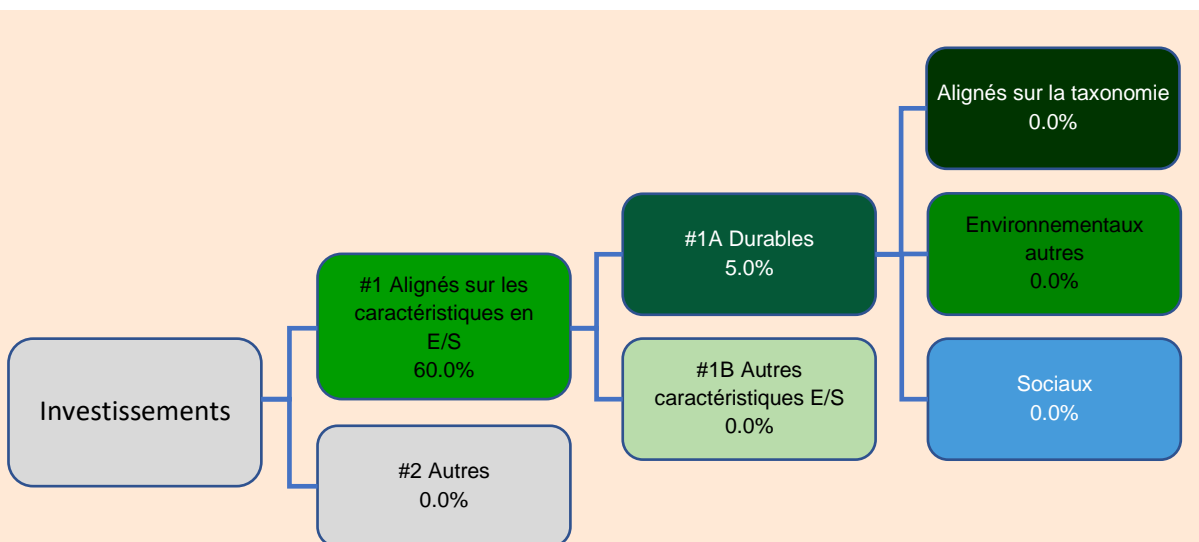 Investissements
#1 Alignés sur les
caractéristiques en
E/S
60.0%
#2 Autres
0.0%
#1A Durables
5.0%
#1B Autres
caractéristiques E/S
0.0%
Alignés sur la taxonomie
0.0%
Environnementaux
autres
0.0%
Sociaux
0.0%